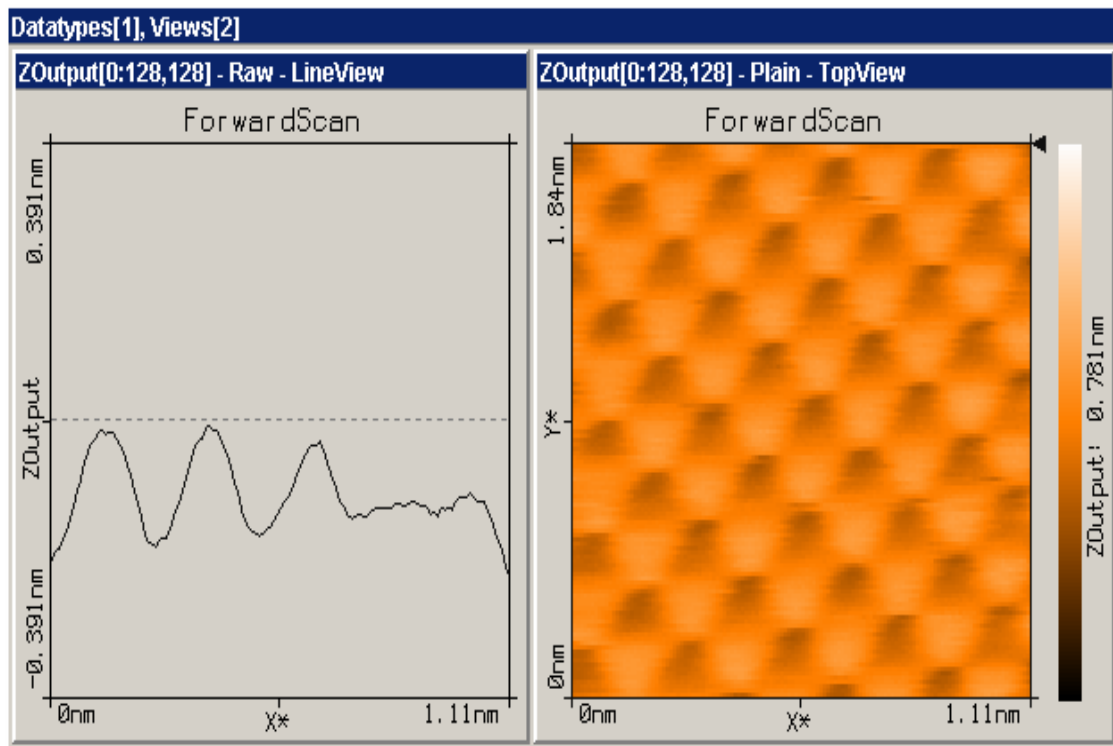 Datatypes[1], Views[2]
ZOutput[0:128,128] - Raw - LineView
ForwardScan
0.391nm
ZOutput
-0.391nm
0nm
X*
1.11nm
ZOutput[0:128,128] - Plain - TopView
ForwardScan
1.84nm
Y*
0nm
0nm
X*
1.11nm
ZOutput! 0.781nm